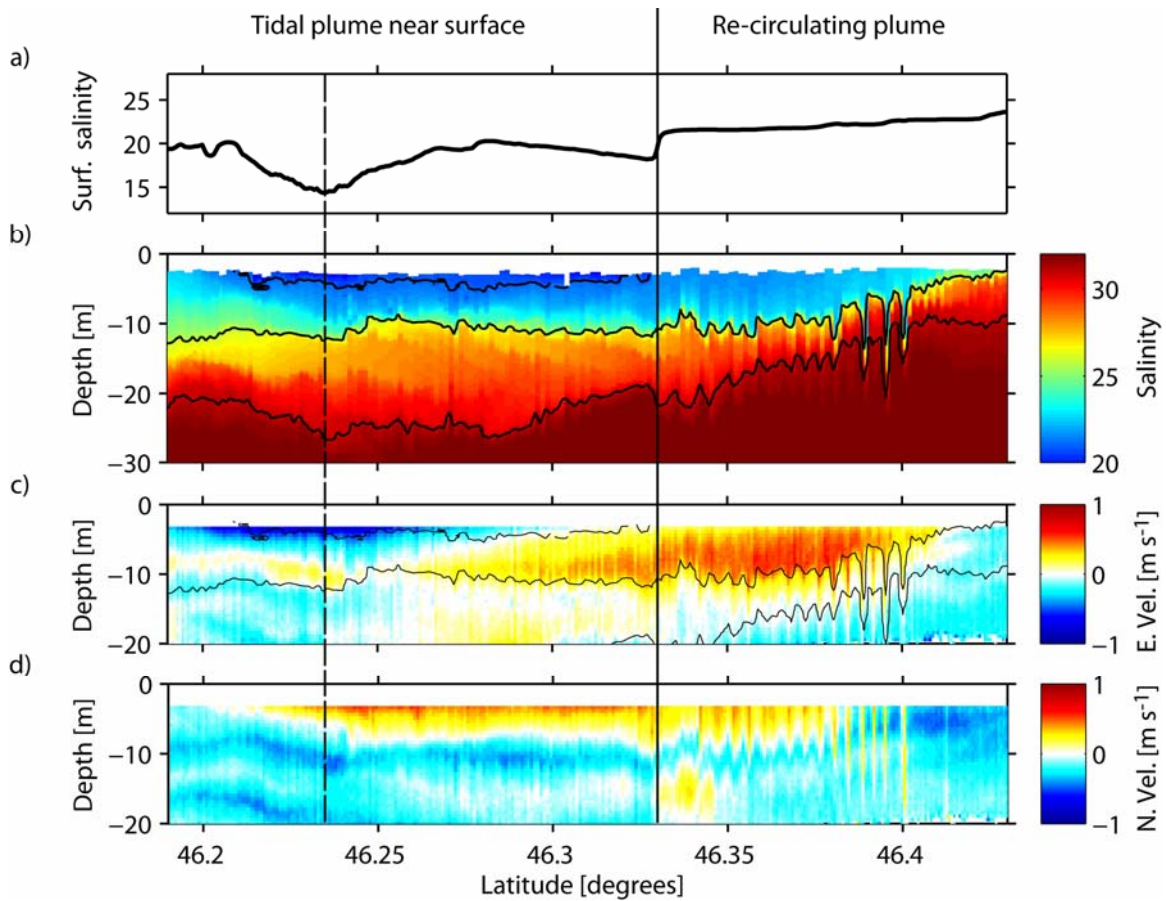 Tidal plume near surface
Re-circulating plume
a)
25
20
15
Surf. salinity
b)
0
−10
−20
−30
Depth [m]
30
25
20
Salinity
c)
0
−10
−20
Depth [m]
1
0
−1
E. Vel. [m s⁻¹]
d)
0
−10
−20
Depth [m]
1
0
−1
N. Vel. [m s⁻¹]
46.2 46.25 46.3 46.35 46.4
Latitude [degrees]